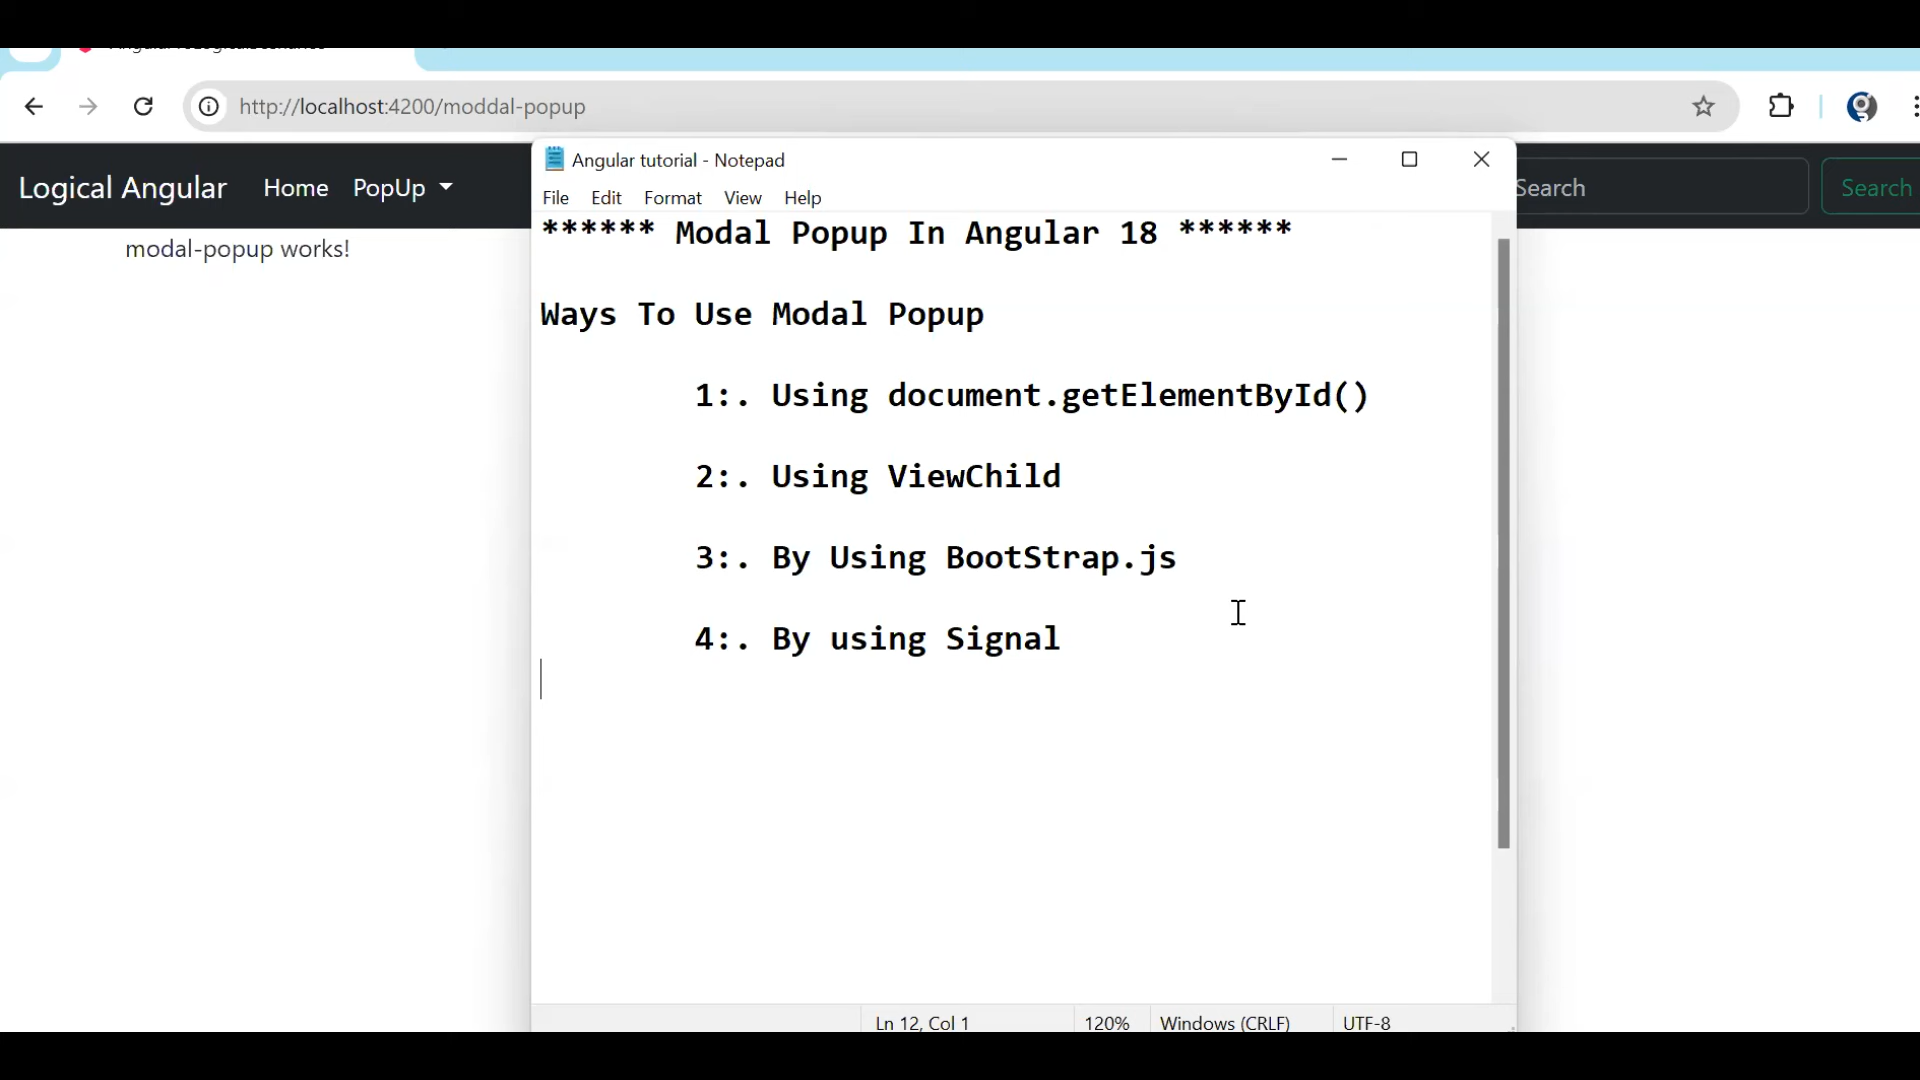 http://localhost:4200/moddal-popup
Angular tutorial - Notepad
Logical Angular Home PopUp
Search Search
File Edit Format View Help
modal-popup works!
****** Modal Popup In Angular 18 ******
Ways To Use Modal Popup
1:. Using document.getElementById()
2:. Using ViewChild
3:. By Using BootStrap.js
4:. By using Signal
Ln 12, Col 1 120% Windows (CRLF) UTF-8